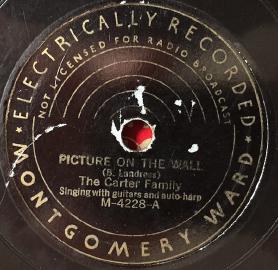 ★ ELECTRICALLY RECORDED ★
NOT LICENSED FOR RADIO BROADCAST
PICTURE ON THE WALL
(B. Landress)
The Carter Family
Singing with guitars and auto-harp
M-4228-A
MONTGOMERY WARD